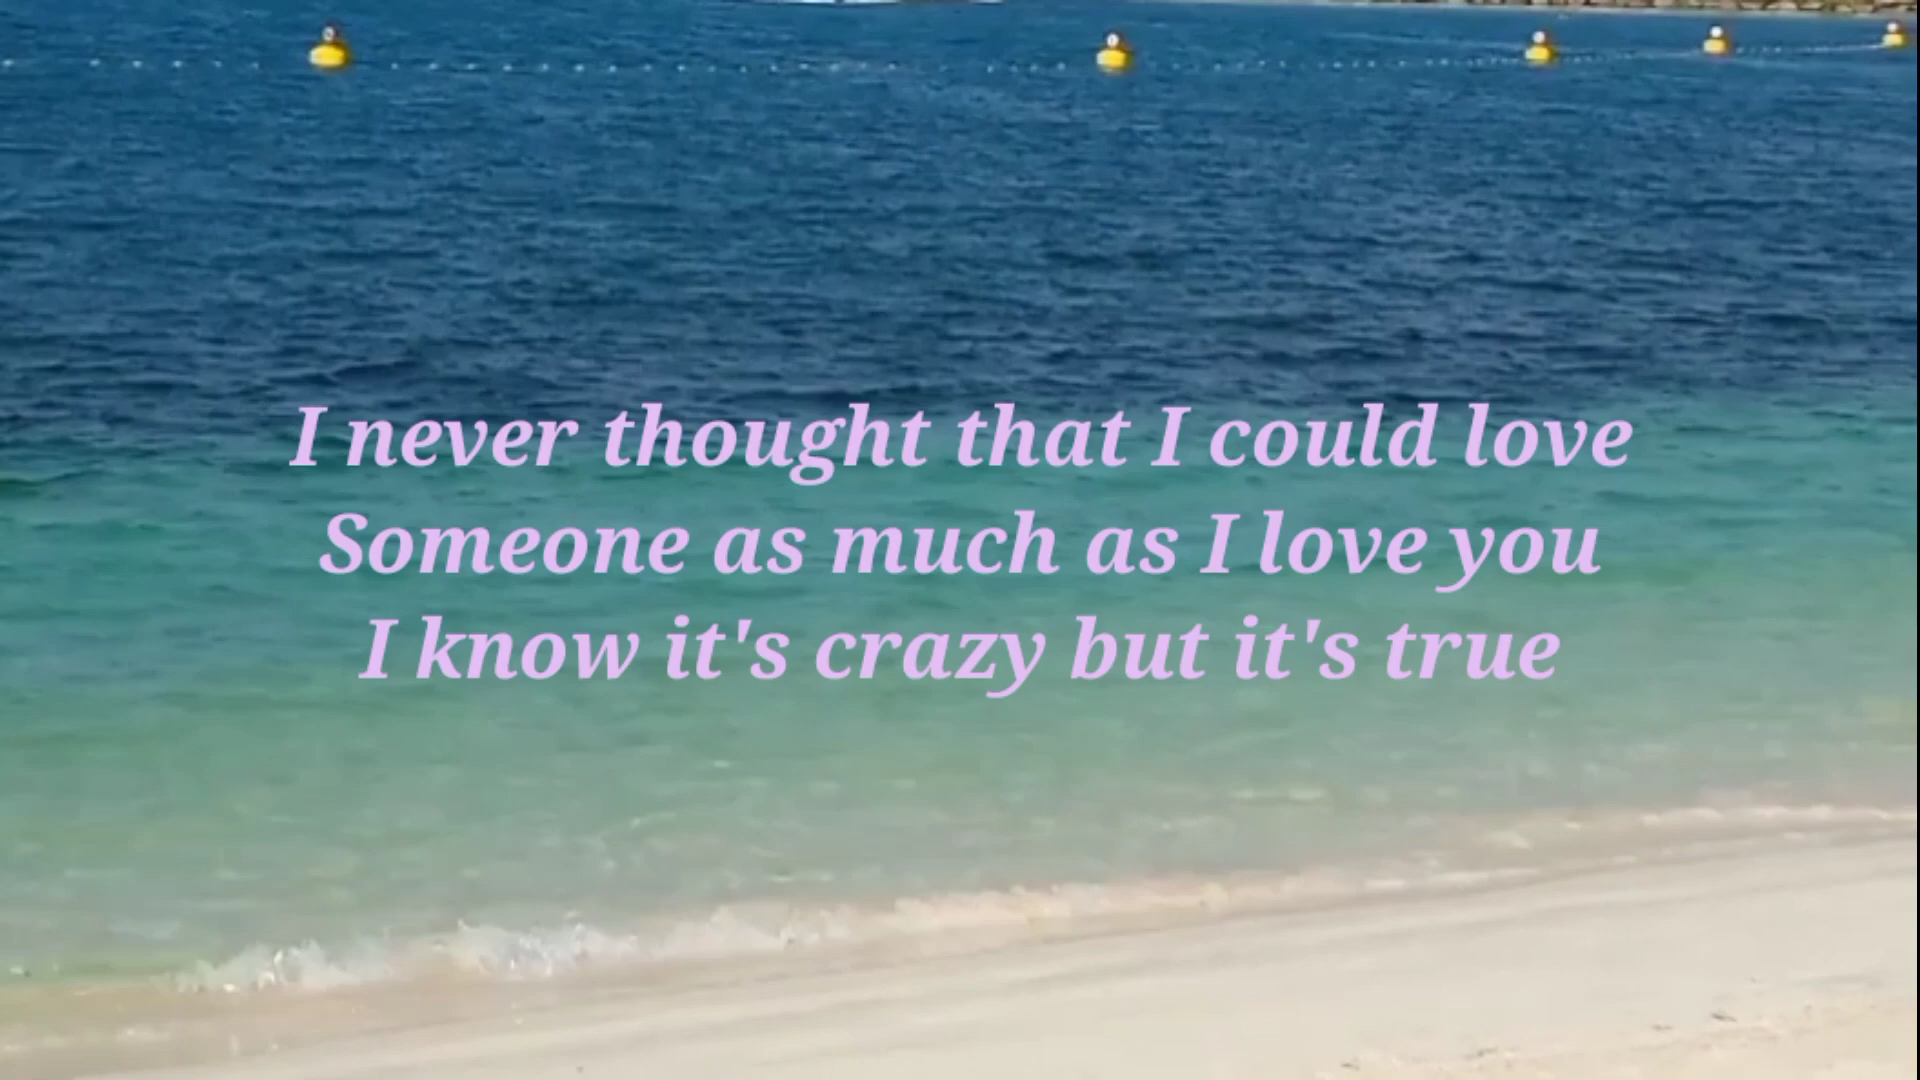 I never thought that I could love
Someone as much as I love you
I know it's crazy but it's true